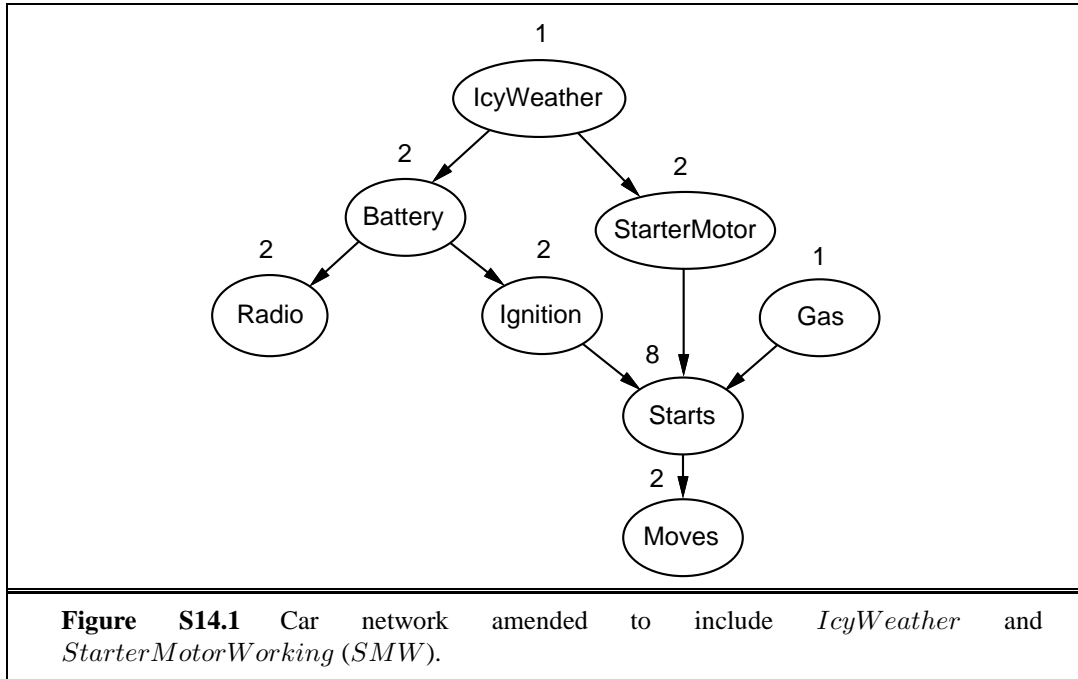 1
IcyWeather
2
Battery
2
StarterMotor
2
Radio
2
Ignition
1
Gas
8
Starts
2
Moves
Figure S14.1 Car network amended to include IcyWeather and
StarterMotorWorking (SMW).